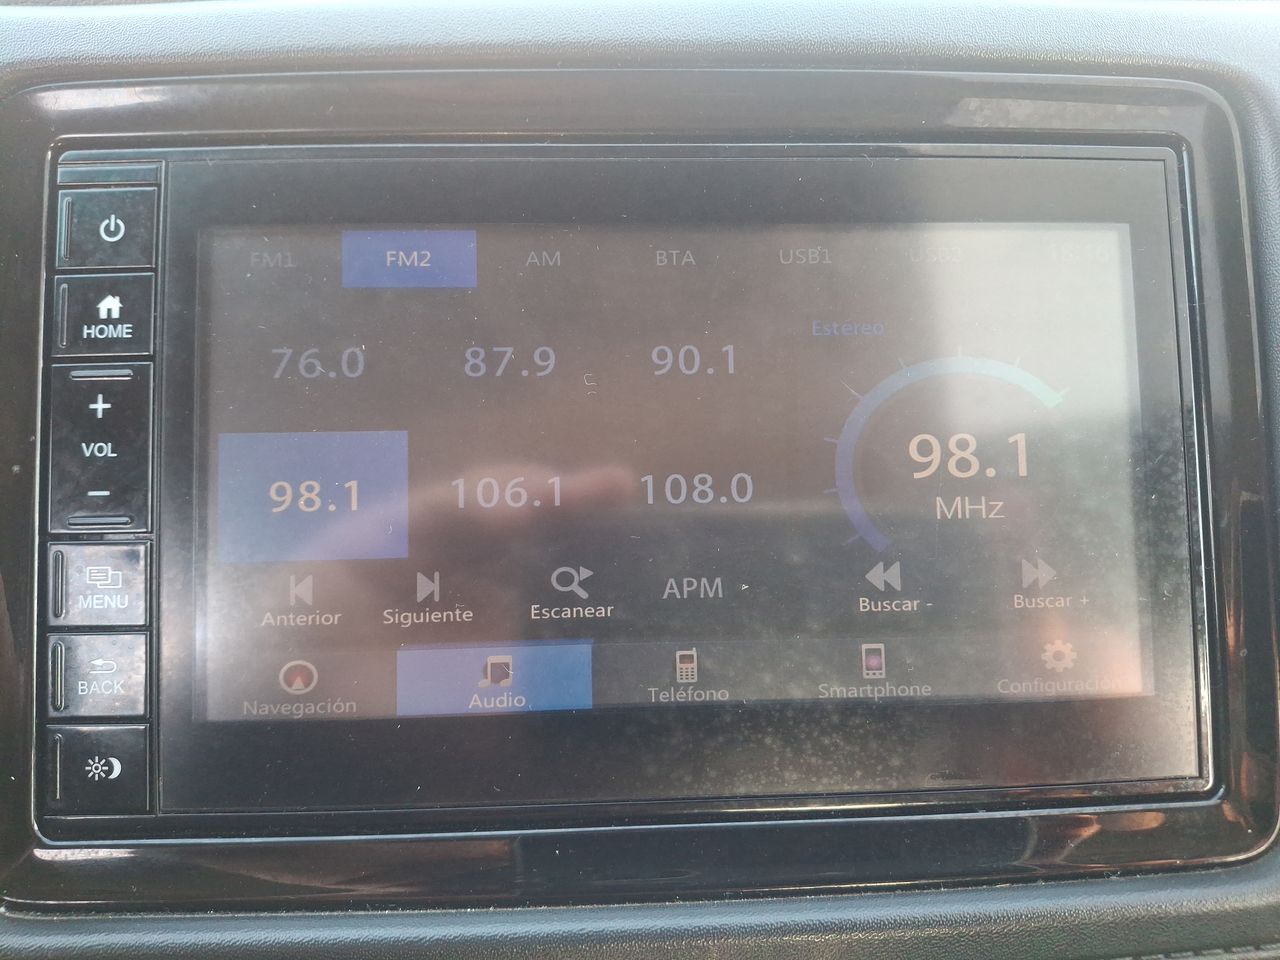 FM1 FM2 AM BTA USB1 USB2
HOME
Estéreo
76.0 87.9 90.1
+
VOL
-
98.1 106.1 108.0
98.1
MHz
MENU
Anterior Siguiente Escanear APM Buscar - Buscar +
BACK
Navegación Audio Teléfono Smartphone Configuración